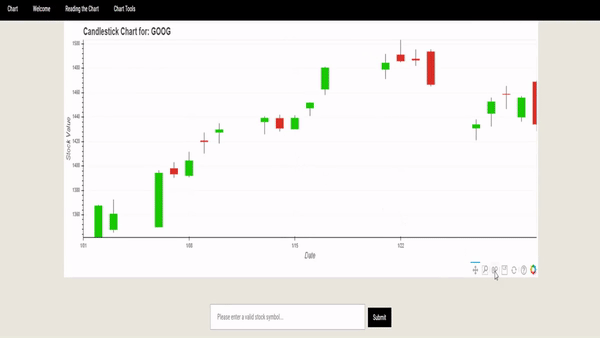 Chart Welcome Reading the Chart Chart Tools
Candlestick Chart for: GOOG
1500
1480
1460
1440
1420
1400
1380
1360
Stock Value
1/01 1/08 1/15 1/22
Date
Please enter a valid stock symbol... Submit